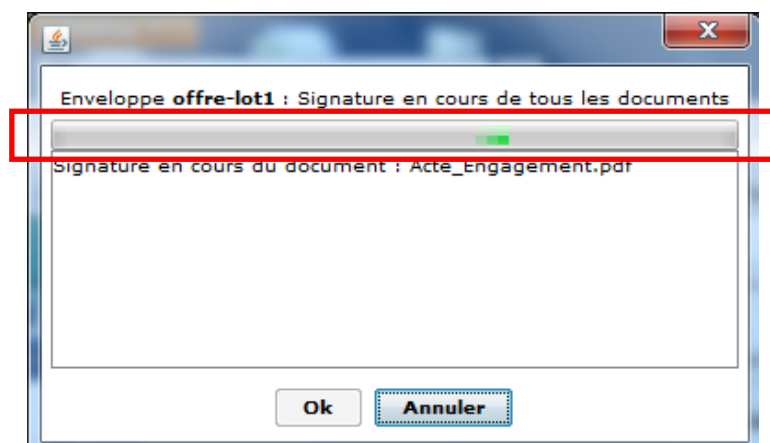 Enveloppe offre-lot1 : Signature en cours de tous les documents
Signature en cours du document : Acte_Engagement.pdf
Ok Annuler